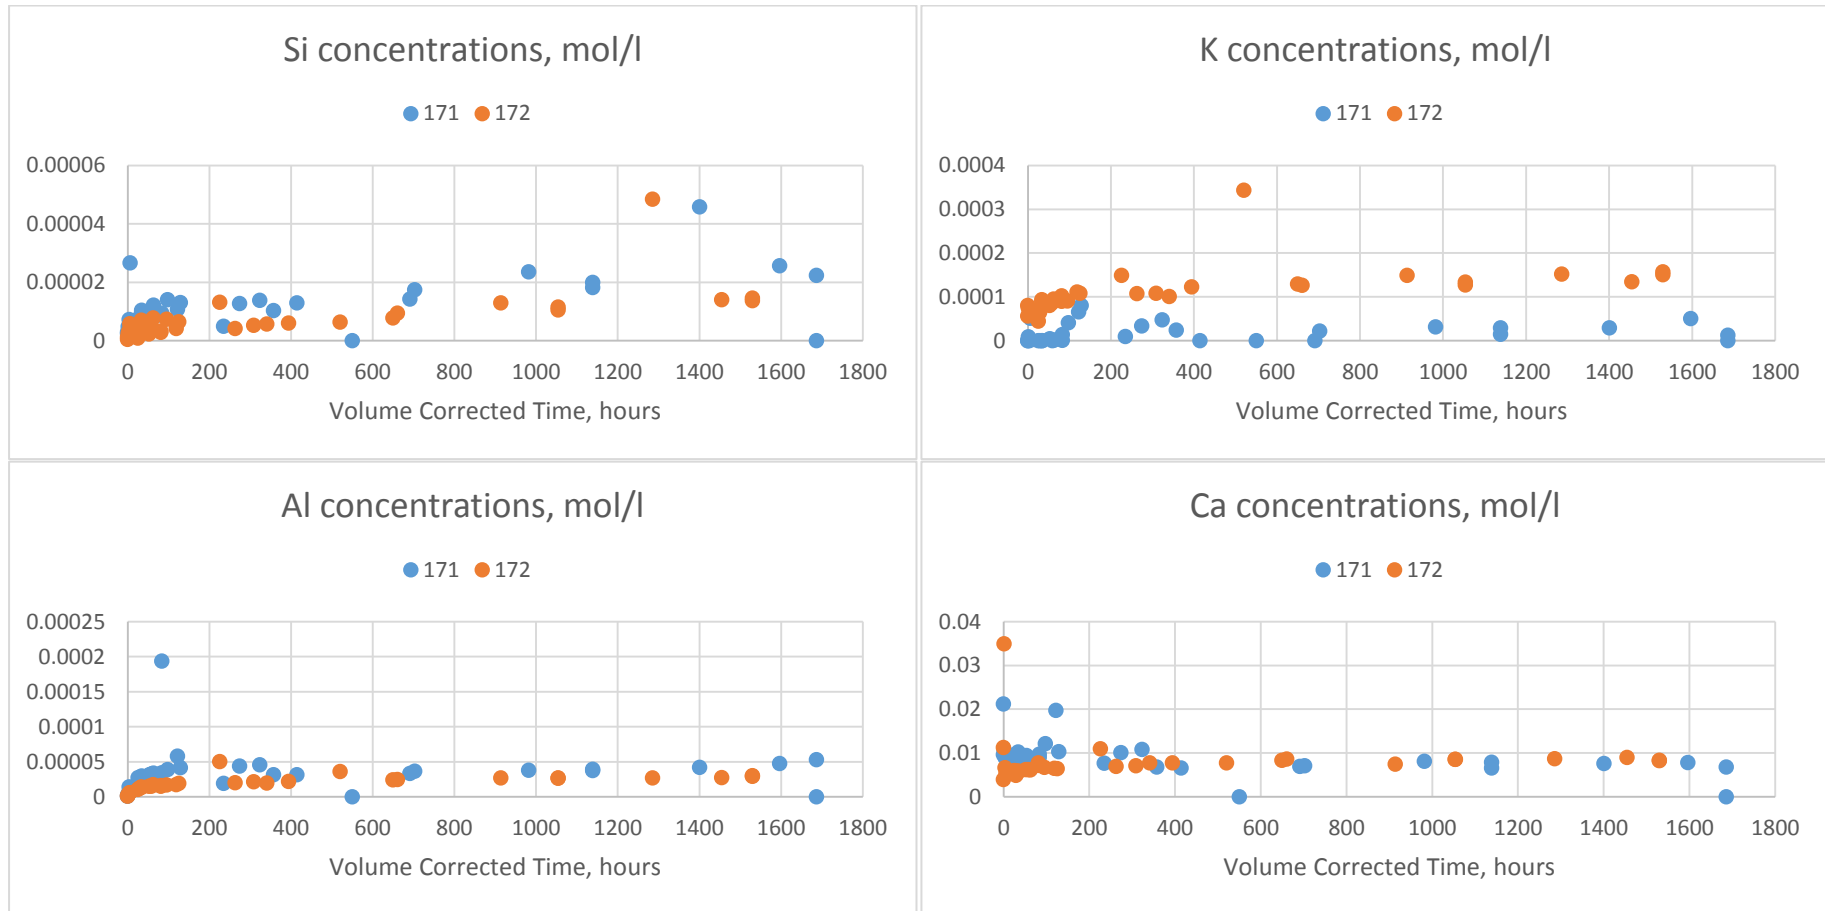 Si concentrations, mol/l
171 172
0.00006
0.00004
0.00002
0
0 200 400 600 800 1000 1200 1400 1600 1800
Volume Corrected Time, hours
K concentrations, mol/l
171 172
0.0004
0.0003
0.0002
0.0001
0
0 200 400 600 800 1000 1200 1400 1600 1800
Volume Corrected Time, hours
Al concentrations, mol/l
171 172
0.00025
0.0002
0.00015
0.0001
0.00005
0
0 200 400 600 800 1000 1200 1400 1600 1800
Volume Corrected Time, hours
Ca concentrations, mol/l
171 172
0.04
0.03
0.02
0.01
0
0 200 400 600 800 1000 1200 1400 1600 1800
Volume Corrected Time, hours